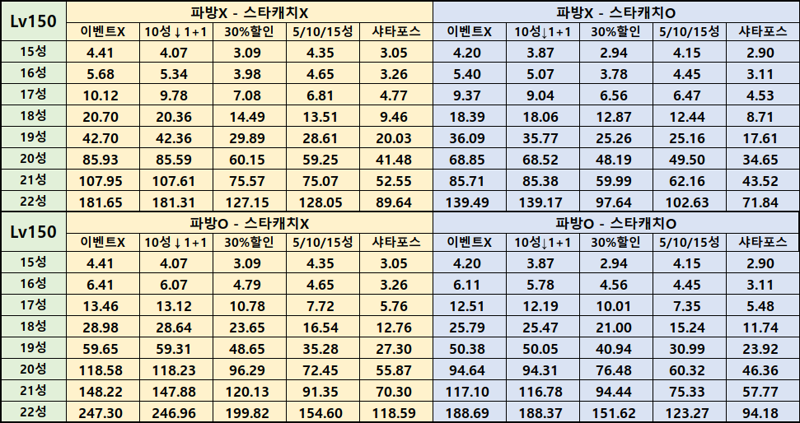 Lv150 파방X - 스타캐치X 파방X - 스타캐치O
이벤트X 10성↓1+1 30%할인 5/10/15성 샤타포스 이벤트X 10성↓1+1 30%할인 5/10/15성 샤타포스
15성 4.41 4.07 3.09 4.35 3.05 4.20 3.87 2.94 4.15 2.90
16성 5.68 5.34 3.98 4.65 3.26 5.40 5.07 3.78 4.45 3.11
17성 10.12 9.78 7.08 6.81 4.77 9.37 9.04 6.56 6.47 4.53
18성 20.70 20.36 14.49 13.51 9.46 18.39 18.06 12.87 12.44 8.71
19성 42.70 42.36 29.89 28.61 20.03 36.09 35.77 25.26 25.16 17.61
20성 85.93 85.59 60.15 59.25 41.48 68.85 68.52 48.19 49.50 34.65
21성 107.95 107.61 75.57 75.07 52.55 85.71 85.38 59.99 62.16 43.52
22성 181.65 181.31 127.15 128.05 89.64 139.49 139.17 97.64 102.63 71.84
Lv150 파방O - 스타캐치X 파방O - 스타캐치O
이벤트X 10성↓1+1 30%할인 5/10/15성 샤타포스 이벤트X 10성↓1+1 30%할인 5/10/15성 샤타포스
15성 4.41 4.07 3.09 4.35 3.05 4.20 3.87 2.94 4.15 2.90
16성 6.41 6.07 4.79 4.65 3.26 6.11 5.78 4.56 4.45 3.11
17성 13.46 13.12 10.78 7.72 5.76 12.51 12.19 10.01 7.35 5.48
18성 28.98 28.64 23.65 16.54 12.76 25.79 25.47 21.00 15.24 11.74
19성 59.65 59.31 48.65 35.28 27.30 50.38 50.05 40.94 30.99 23.92
20성 118.58 118.23 96.29 72.45 55.87 94.64 94.31 76.48 60.32 46.36
21성 148.22 147.88 120.13 91.35 70.30 117.10 116.78 94.44 75.33 57.77
22성 247.30 246.96 199.82 154.60 118.59 188.69 188.37 151.62 123.27 94.18